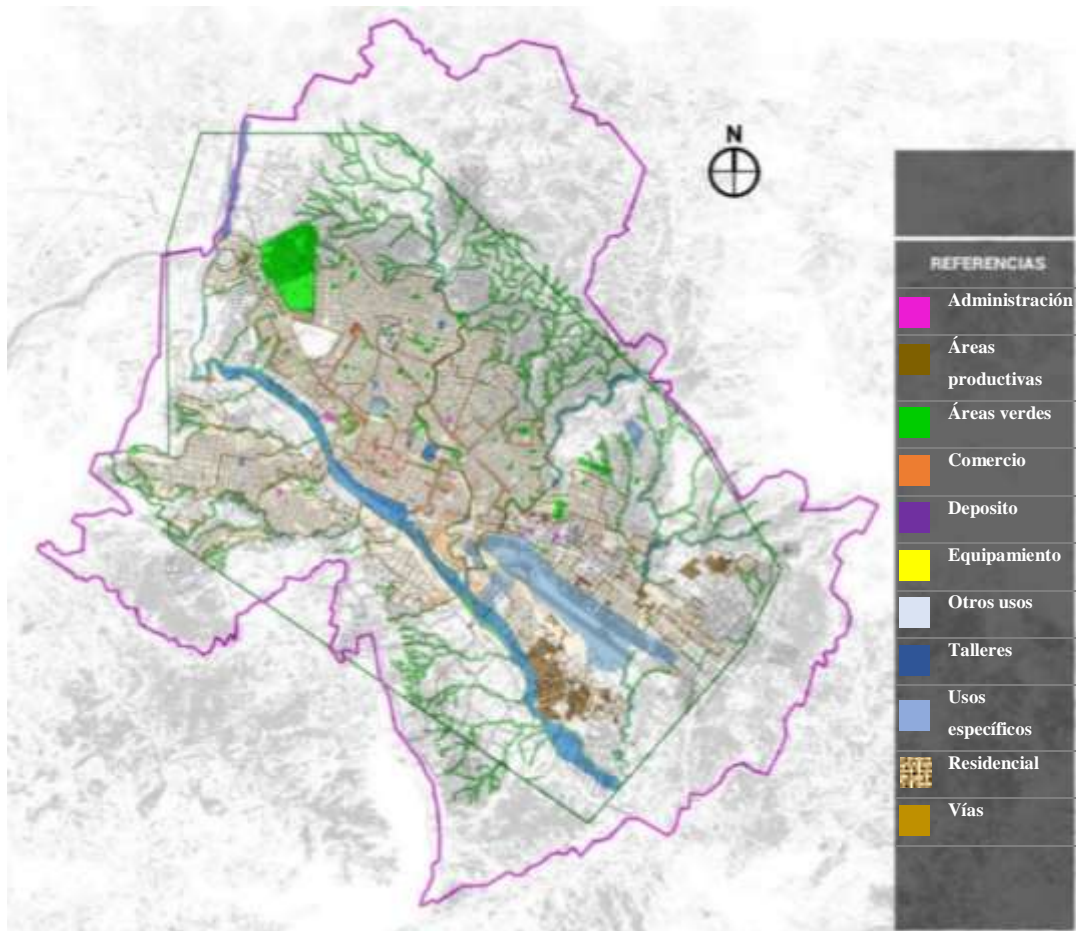 N
REFERENCIAS
Administración
Áreas
productivas
Áreas verdes
Comercio
Deposito
Equipamiento
Otros usos
Talleres
Usos
específicos
Residencial
Vías